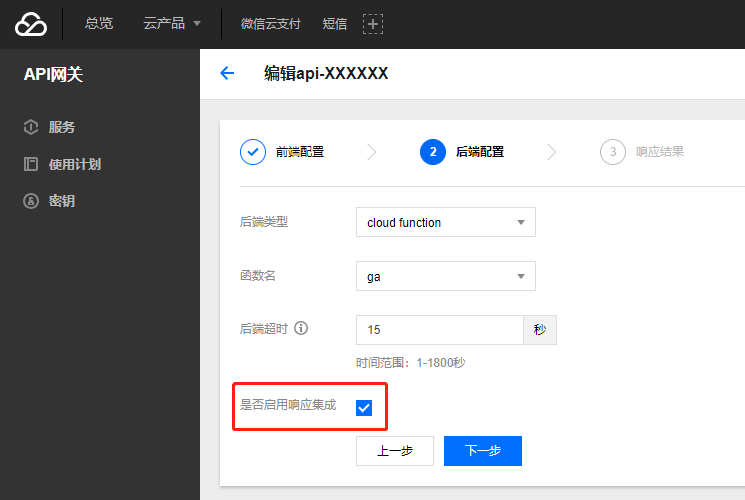 总览 云产品 微信云支付 短信
API网关
编辑api-XXXXXX
服务
使用计划
密钥
前端配置 2 后端配置 3 响应结果
后端类型 cloud function
函数名 ga
后端超时 15 秒
时间范围：1-1800秒
是否启用响应集成
上一步 下一步